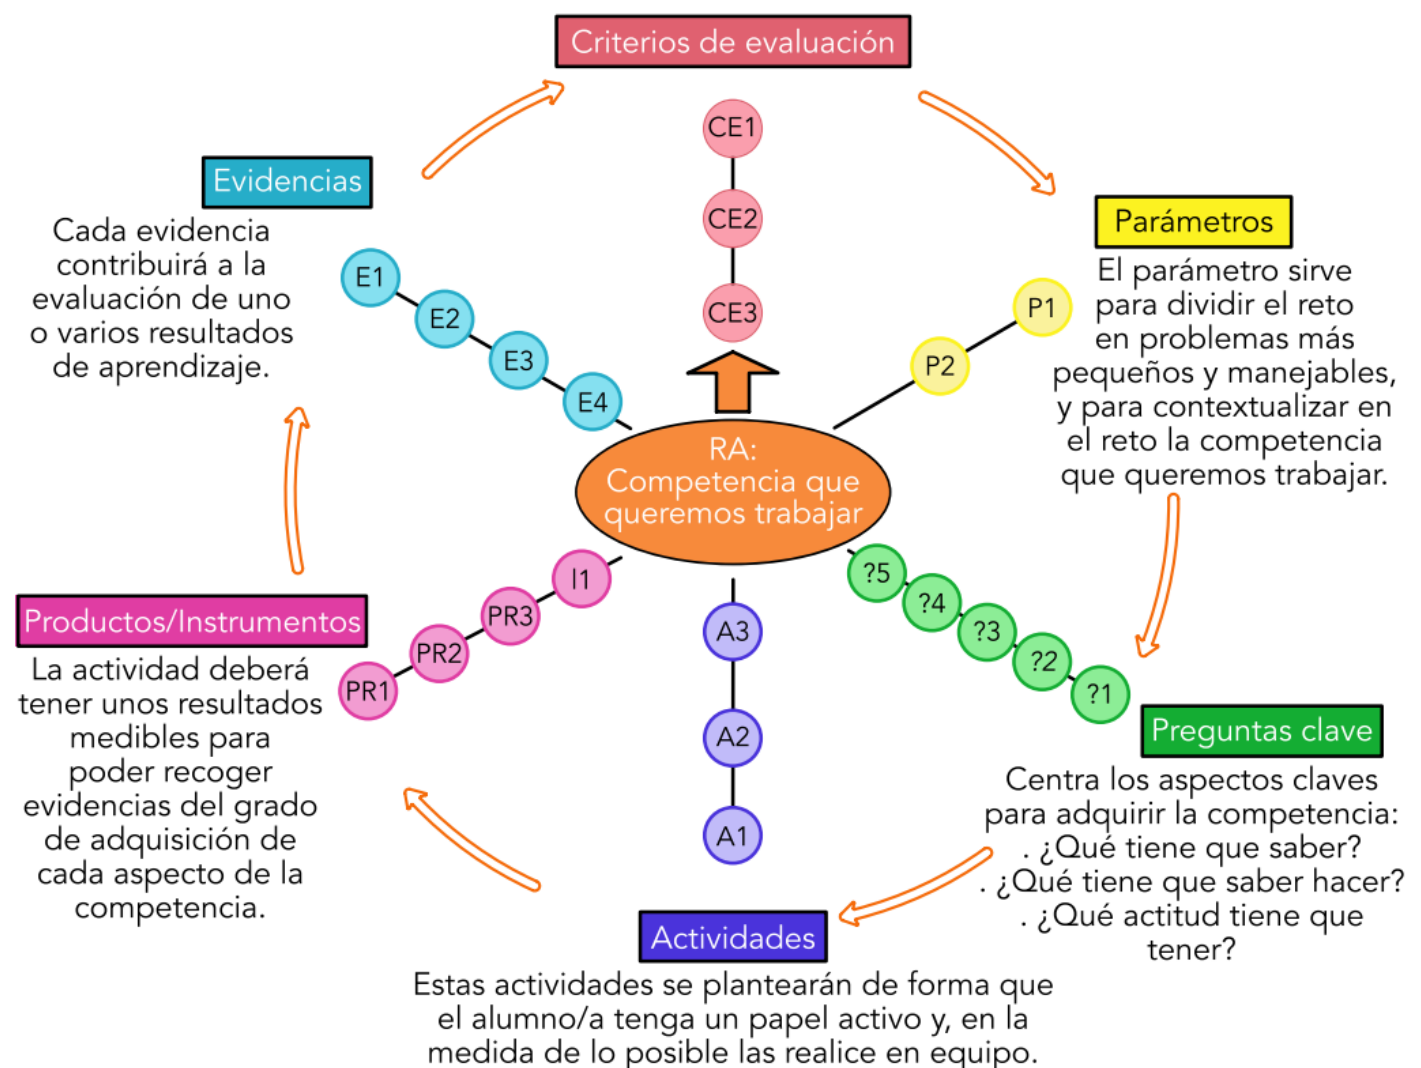 Criterios de evaluación
CE1
CE2
CE3
Evidencias
Cada evidencia
contribuirá a la
evaluación de uno
o varios resultados
de aprendizaje.
E1
E2
E3
E4
Parámetros
El parámetro sirve
para dividir el reto
en problemas más
pequeños y manejables,
y para contextualizar en
el reto la competencia
que queremos trabajar.
P1
P2
RA:
Competencia que
queremos trabajar
?5
?4
?3
?2
?1
Preguntas clave
Centra los aspectos claves
para adquirir la competencia:
. ¿Qué tiene que saber?
. ¿Qué tiene que saber hacer?
. ¿Qué actitud tiene que
tener?
Productos/Instrumentos
La actividad deberá
tener unos resultados
medibles para
poder recoger
evidencias del grado
de adquisición de
cada aspecto de la
competencia.
I1
PR3
PR2
PR1
A3
A2
A1
Actividades
Estas actividades se plantearán de forma que
el alumno/a tenga un papel activo y, en la
medida de lo posible las realice en equipo.